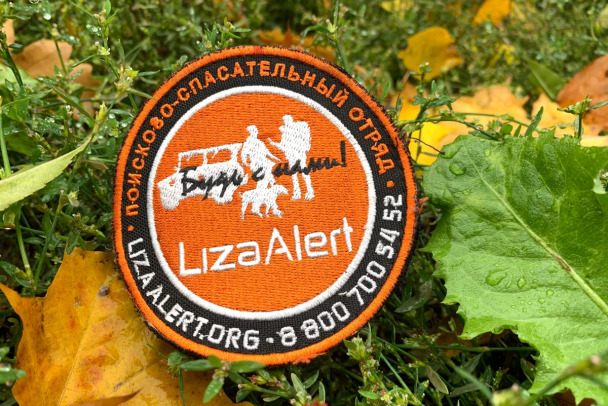 • ПОИСКОВО-СПАСАТЕЛЬНЫЙ ОТРЯД •
Будь с нами!
LizaAlert
LIZAALERT.ORG • 8 800 700 54 52